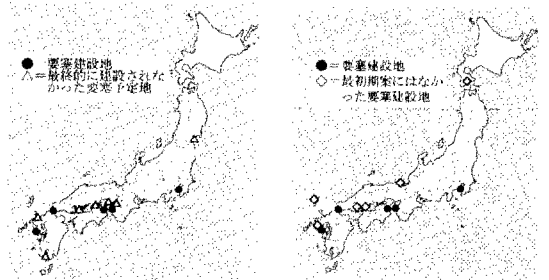 ●=要塞建設地
△=最終的に建設されな
かった要塞予定地
●=要塞建設地
◇=最初期案にはなか
った要塞建設地